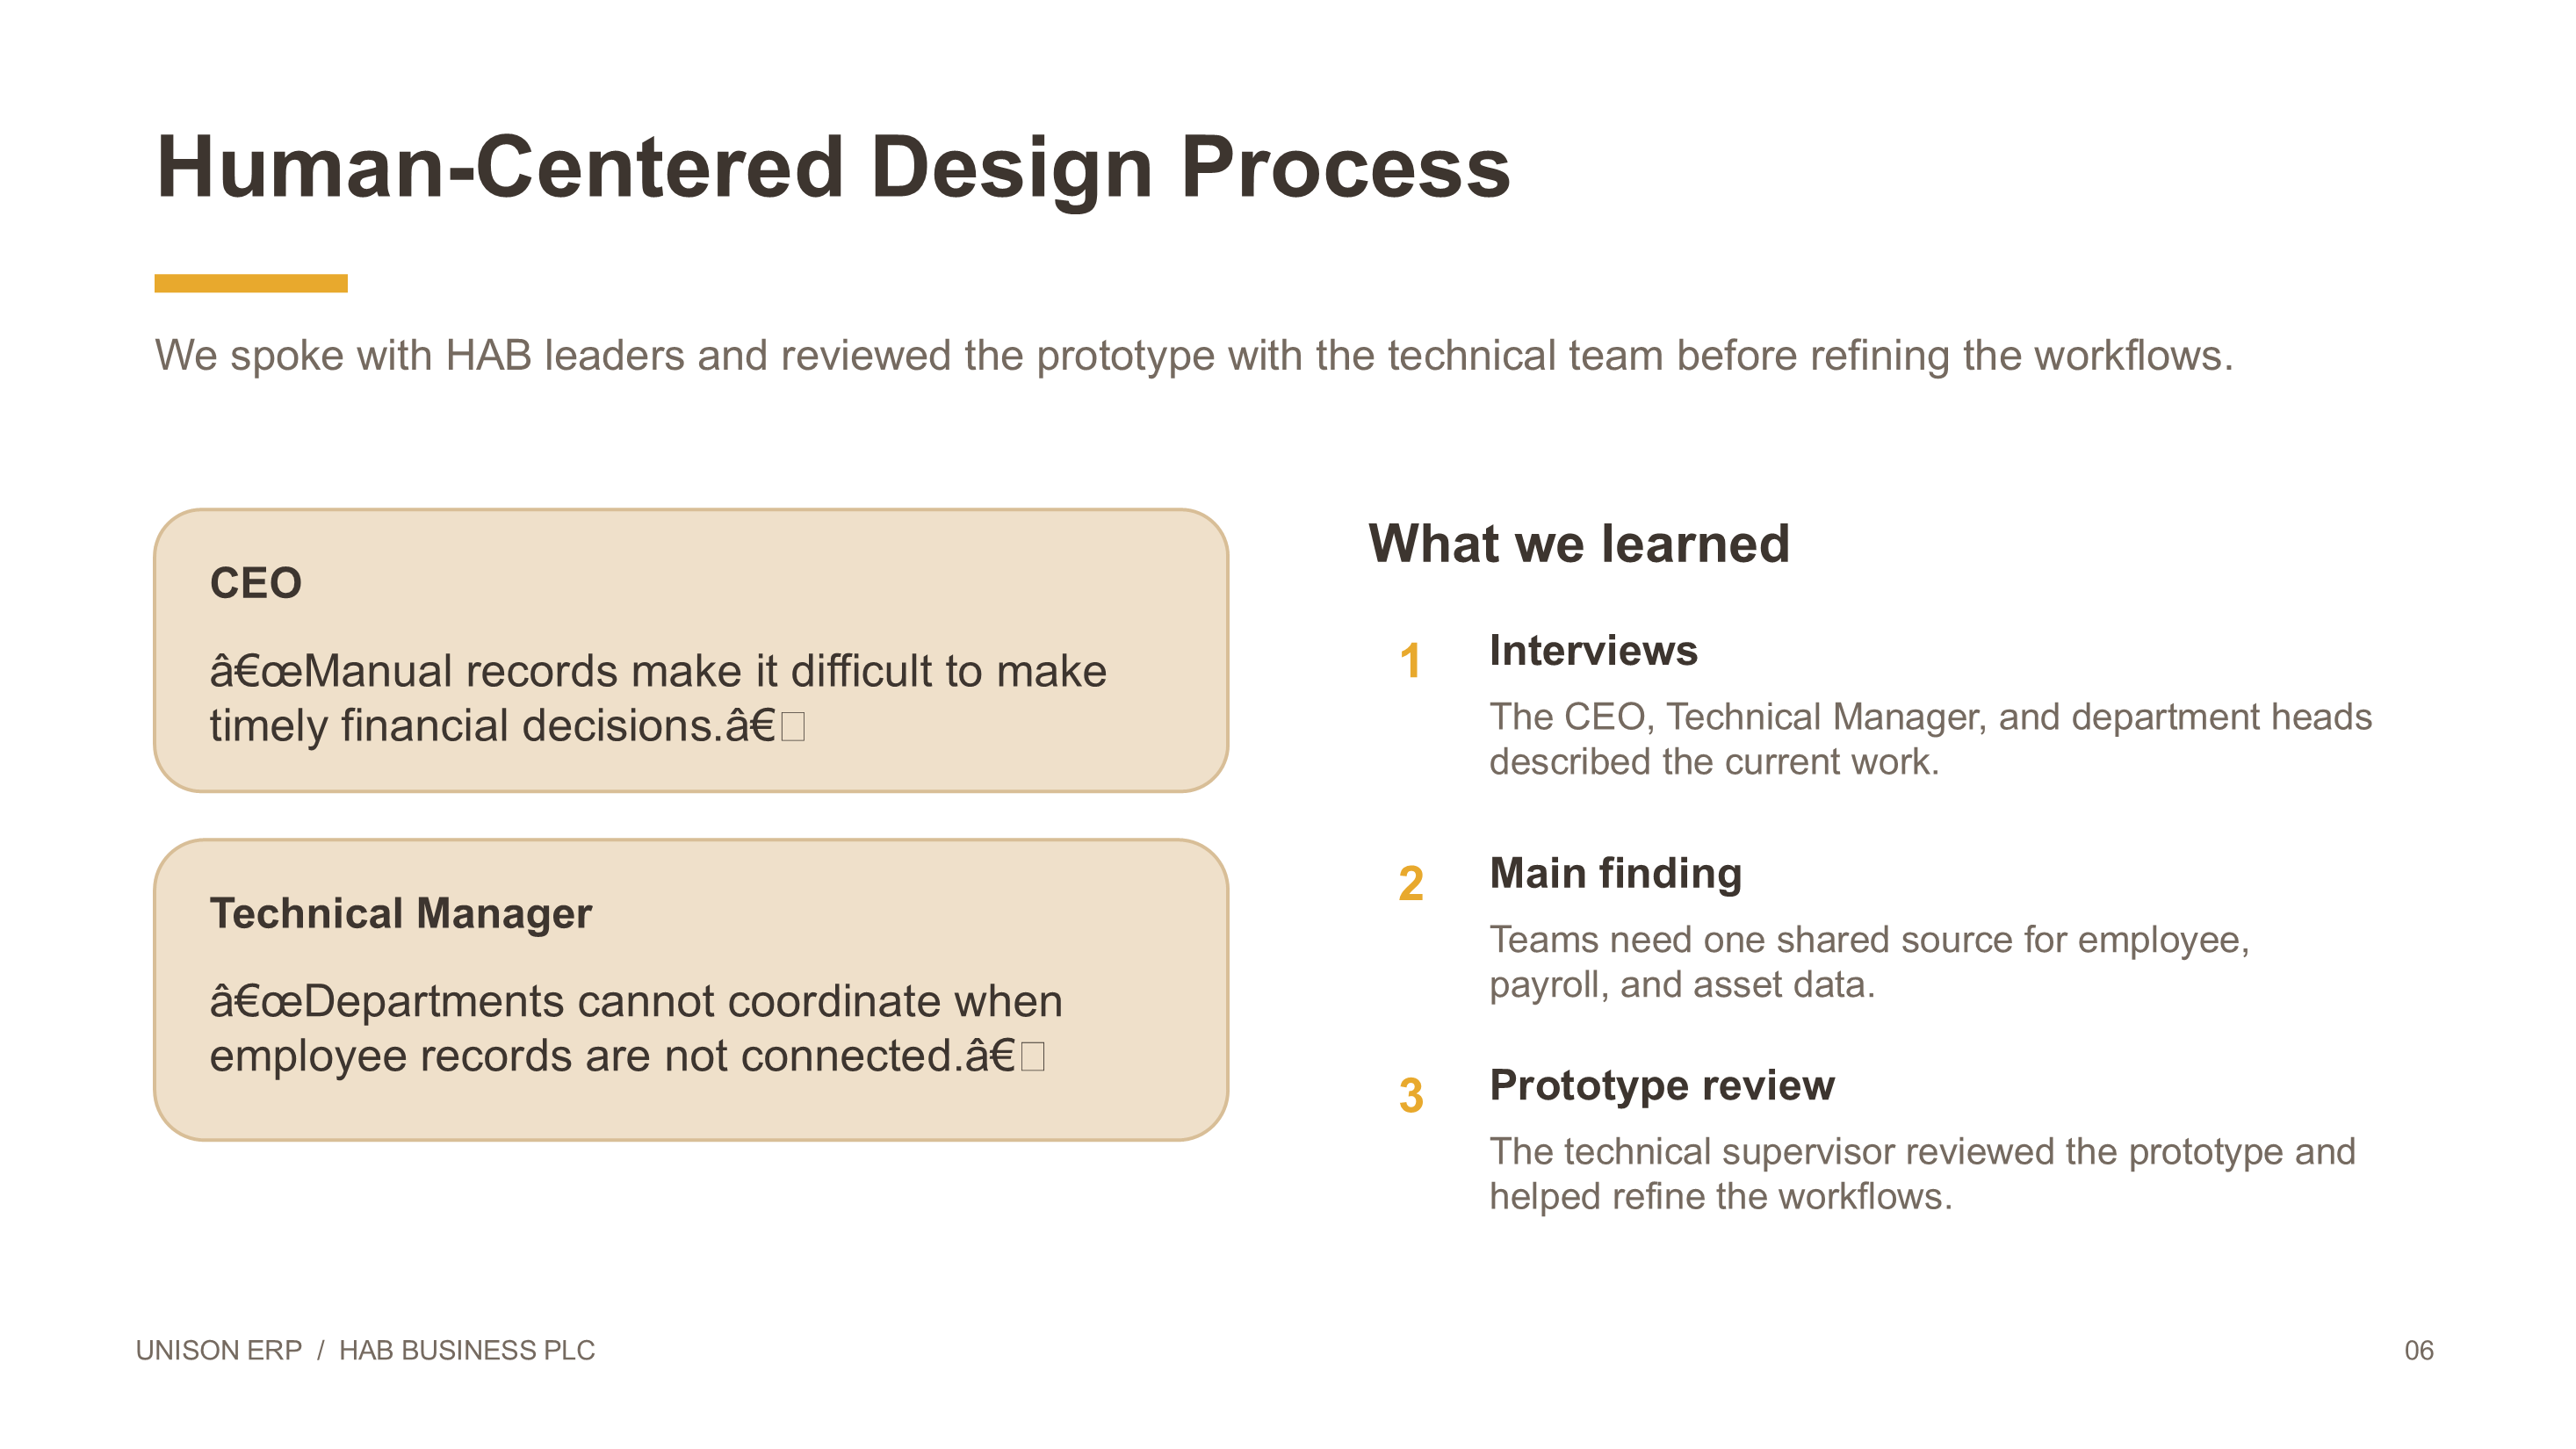 Human-Centered Design Process
We spoke with HAB leaders and reviewed the prototype with the technical team before refining the workflows.
CEO
â€œManual records make it difficult to make
timely financial decisions.â€□
Technical Manager
â€œDepartments cannot coordinate when
employee records are not connected.â€□
What we learned
1 Interviews
The CEO, Technical Manager, and department heads
described the current work.
2 Main finding
Teams need one shared source for employee,
payroll, and asset data.
3 Prototype review
The technical supervisor reviewed the prototype and
helped refine the workflows.
UNISON ERP / HAB BUSINESS PLC
06